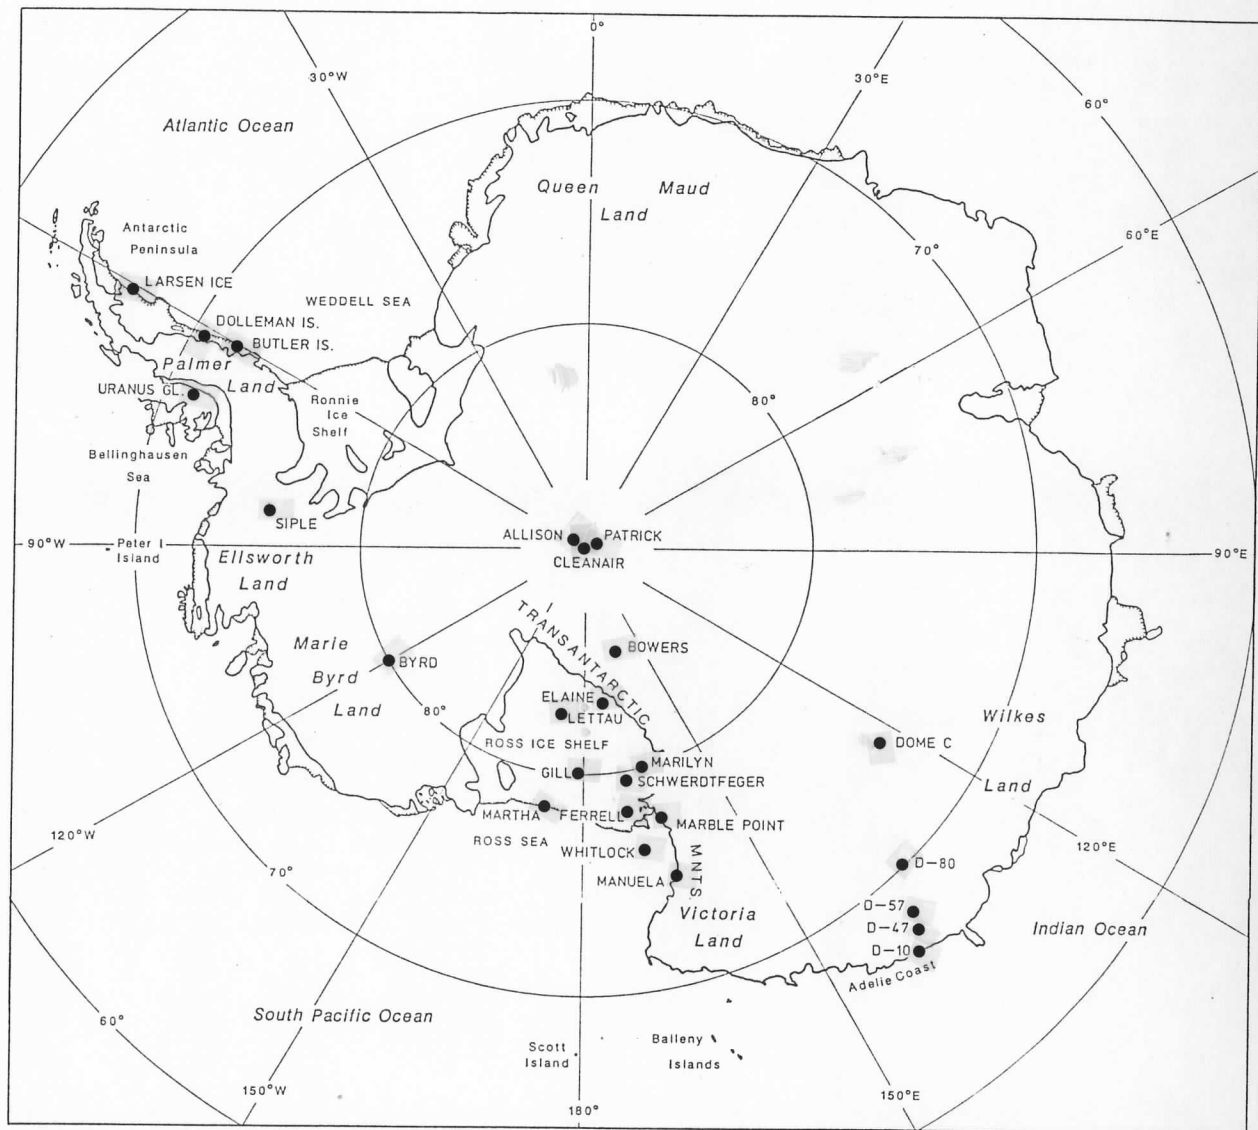 0°
30°W
30°E
60°
Atlantic Ocean
Queen Maud
Land
Antarctic
Peninsula
60°E
70°
LARSEN ICE
WEDDELL SEA
DOLLEMAN IS.
BUTLER IS.
Palmer
Land
URANUS GL.
Ronnie
Ice
Shelf
80°
Bellinghausen
Sea
SIPLE
ALLISON
PATRICK
CLEANAIR
90°W
Peter I
Island
Ellsworth
Land
90°E
TRANSANTARCTIC
Marie
Byrd
Land
BYRD
BOWERS
ELAINE
LETTAU
80°
ROSS ICE SHELF
Wilkes
Land
DOME C
GILL
MARILYN
SCHWERDTFEGER
MARTHA
FERRELL
MARBLE POINT
ROSS SEA
120°W
120°E
WHITLOCK
MNTS.
D-80
70°
MANUELA
D-57
D-47
D-10
Victoria
Land
Indian Ocean
Adelie Coast
South Pacific Ocean
60°
Scott
Island
Balleny
Islands
150°W
180°
150°E